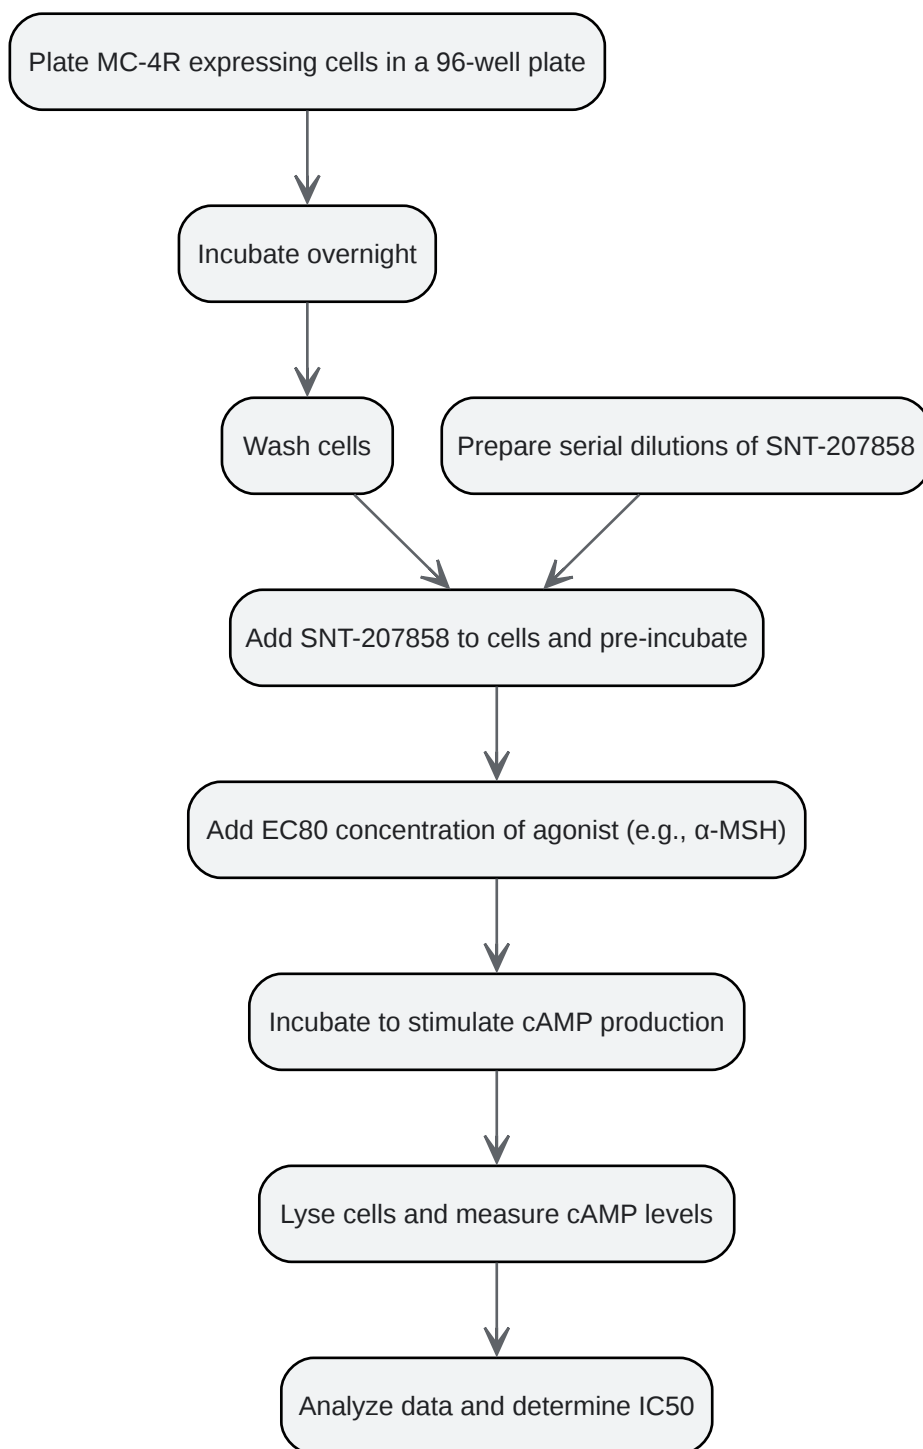 Plate MC-4R expressing cells in a 96-well plate
Incubate overnight
Wash cells
Prepare serial dilutions of SNT-207858
Add SNT-207858 to cells and pre-incubate
Add EC80 concentration of agonist (e.g., α-MSH)
Incubate to stimulate cAMP production
Lyse cells and measure cAMP levels
Analyze data and determine IC50